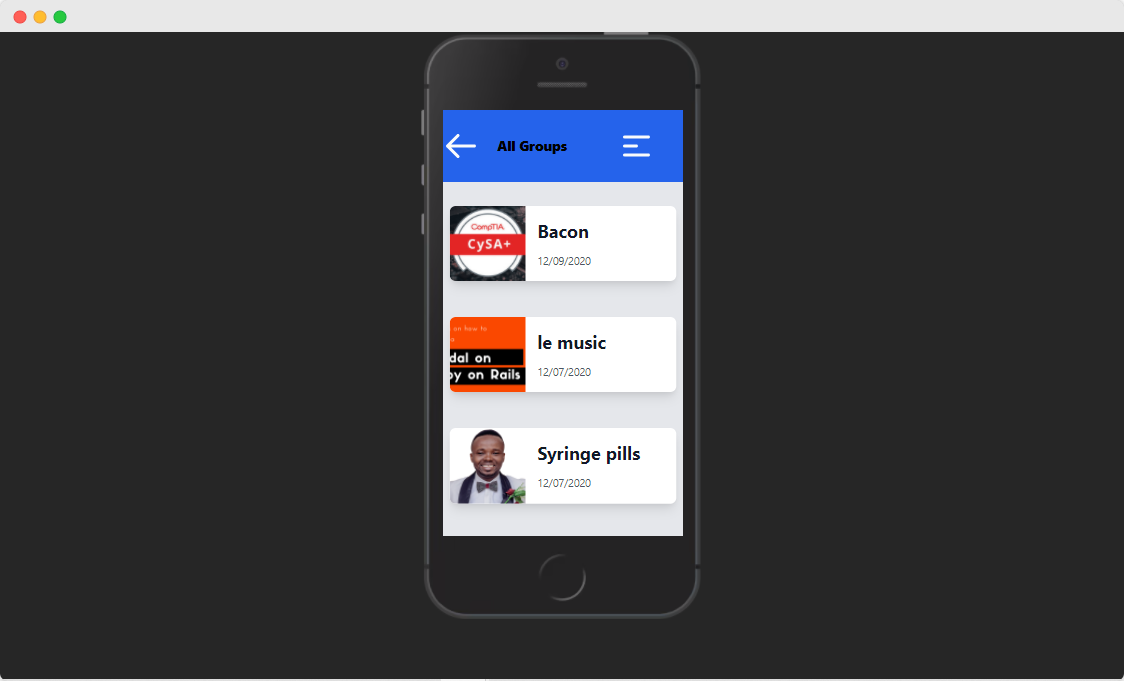 All Groups
CompTIA
CySA+
Bacon
12/09/2020
on how to
dal on
by on Rails
le music
12/07/2020
Syringe pills
12/07/2020